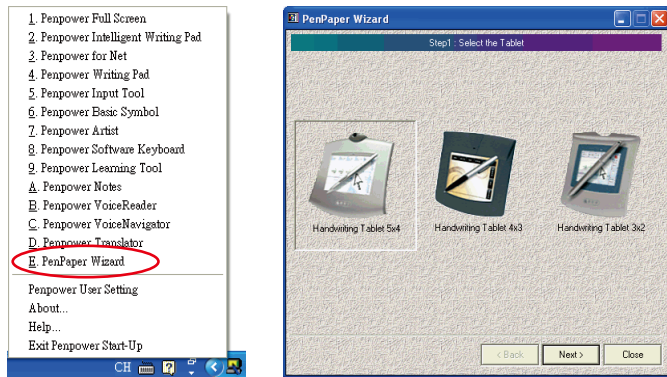 1. Penpower Full Screen
2. Penpower Intelligent Writing Pad
3. Penpower for Net
4. Penpower Writing Pad
5. Penpower Input Tool
6. Penpower Basic Symbol
7. Penpower Artist
8. Penpower Software Keyboard
9. Penpower Learning Tool
A. Penpower Notes
B. Penpower VoiceReader
C. Penpower VoiceNavigator
D. Penpower Translator
E. PenPaper Wizard
Penpower User Setting
About...
Help...
Exit Penpower Start-Up
CH
PenPaper Wizard
Step1 : Select the Tablet
Handwriting Tablet 5x4
Handwriting Tablet 4x3
Handwriting Tablet 3x2
< Back
Next >
Close